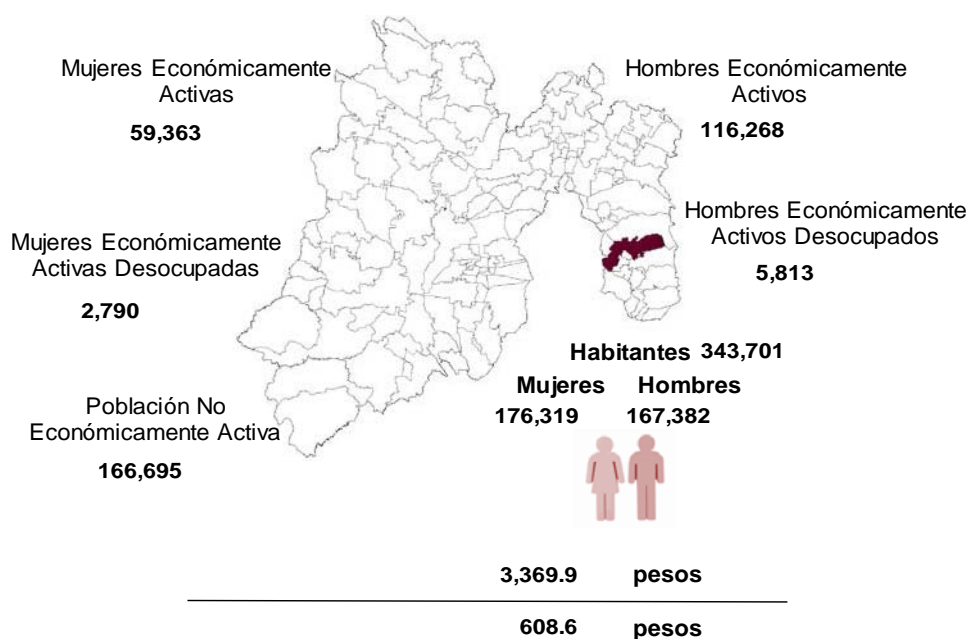 Mujeres Económicamente
Activas
59,363
Hombres Económicamente
Activos
116,268
Mujeres Económicamente
Activas Desocupadas
2,790
Hombres Económicamente
Activos Desocupados
5,813
Población No
Económicamente Activa
166,695
Habitantes 343,701
Mujeres Hombres
176,319 167,382
3,369.9 pesos
608.6 pesos